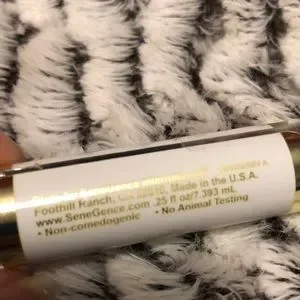 Foothill Ranch, CA 92610. Made in the U.S.A.
www.SeneGence.com .25 fl oz/7.393 mL
• Non-comedogenic • No Animal Testing